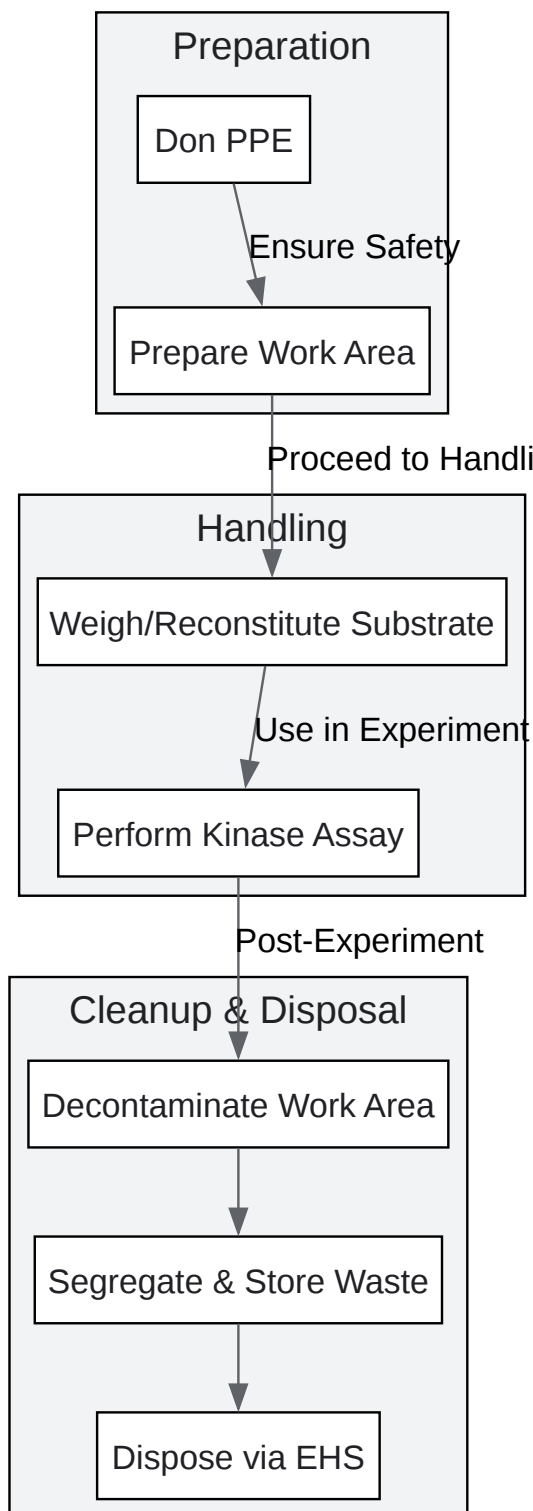 Preparation
Don PPE
Ensure Safety
Prepare Work Area
Proceed to Handli
Handling
Weigh/Reconstitute Substrate
Use in Experiment
Perform Kinase Assay
Post-Experiment
Cleanup & Disposal
Decontaminate Work Area
Segregate & Store Waste
Dispose via EHS